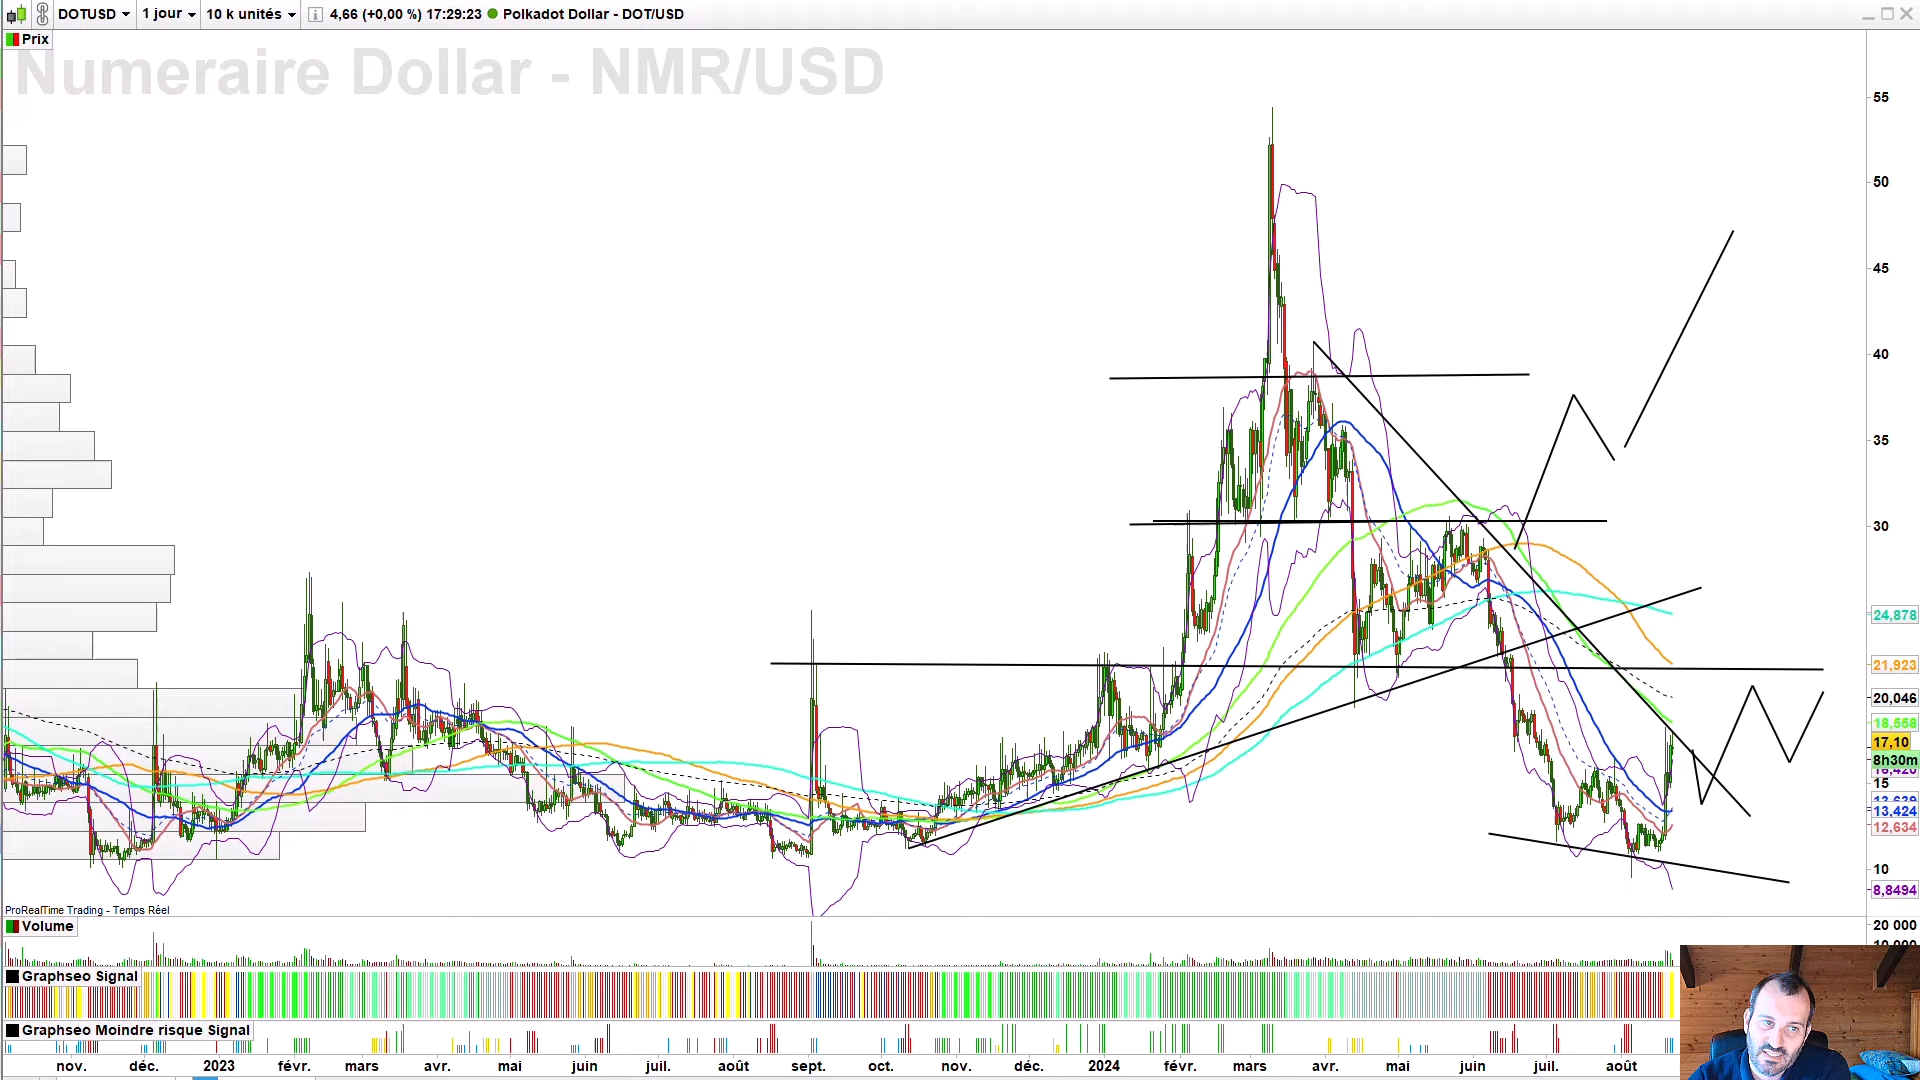 DOTUSD 1 jour 10 k unités i 4,66 (+0,00 %) 17:29:23 Polkadot Dollar - DOT/USD
Prix
Numeraire Dollar - NMR/USD
55
50
45
40
35
30
24,878
21,923
20,046
18,558
17,10
8h30m
15
13,424
12,634
10
8,8494
ProRealTime Trading - Temps Réel
Volume
20 000
Graphseo Signal
Graphseo Moindre risque Signal
nov. déc. 2023 févr. mars avr. mai juin juil. août sept. oct. nov. déc. 2024 févr. mars avr. mai juin juil. août